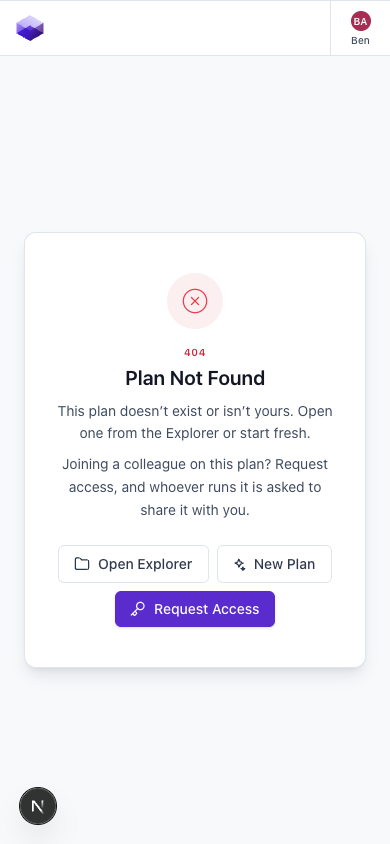 BA
Ben
404
Plan Not Found
This plan doesn’t exist or isn’t yours. Open
one from the Explorer or start fresh.
Joining a colleague on this plan? Request
access, and whoever runs it is asked to
share it with you.
Open Explorer
New Plan
Request Access
N